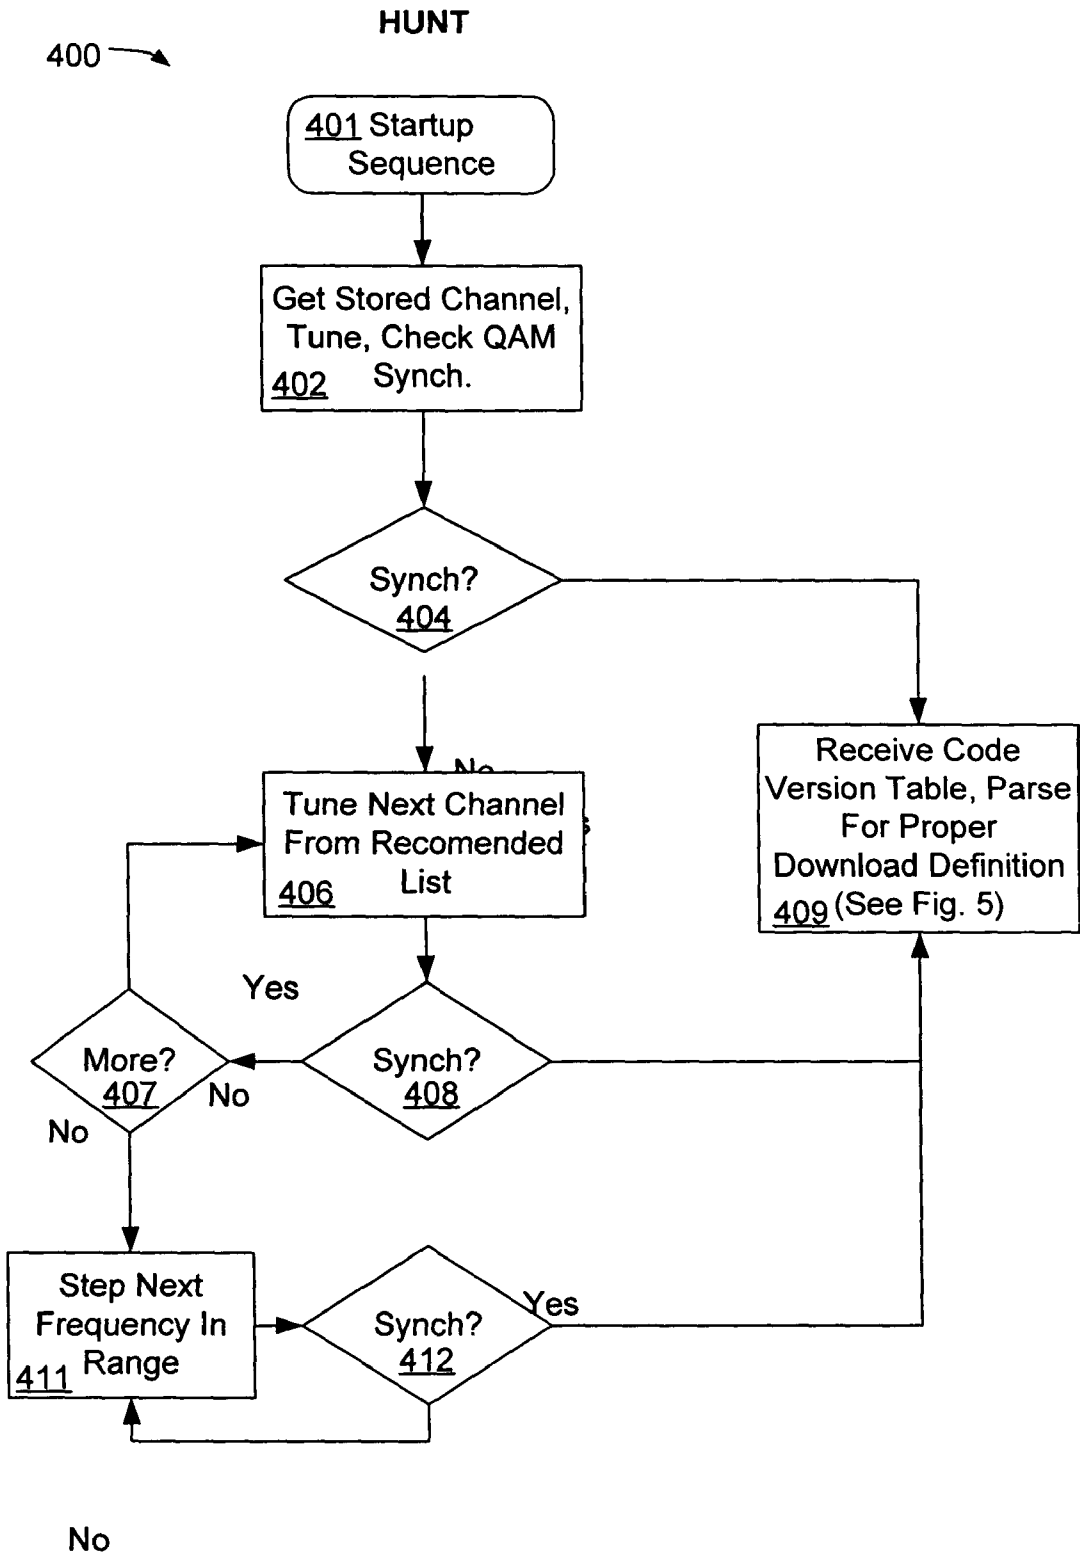 HUNT
400
401 Startup
Sequence
Get Stored Channel,
Tune, Check QAM
402 Synch.
Synch?
404
No
Tune Next Channel
From Recomended
406 List
Receive Code
Version Table, Parse
For Proper
Download Definition
409 (See Fig. 5)
Yes
More?
407
No
Synch?
408
No
Step Next
Frequency In
411 Range
Synch?
412
Yes
No